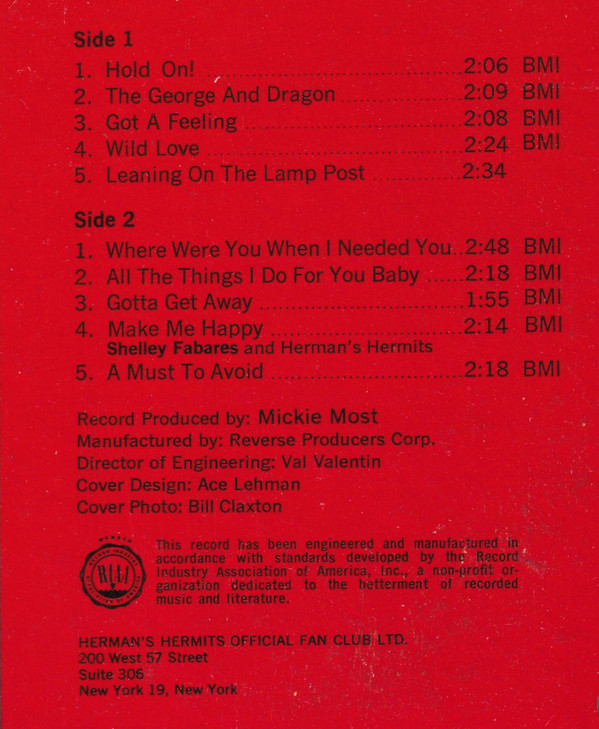 Side 1
1. Hold On! ........................ 2:06 BMI
2. The George And Dragon ............ 2:09 BMI
3. Got A Feeling .................... 2:08 BMI
4. Wild Love ........................ 2:24 BMI
5. Leaning On The Lamp Post ......... 2:34
Side 2
1. Where Were You When I Needed You..2:48 BMI
2. All The Things I Do For You Baby ......2:18 BMI
3. Gotta Get Away ................... 1:55 BMI
4. Make Me Happy .................... 2:14 BMI
Shelley Fabares and Herman's Hermits
5. A Must To Avoid .................. 2:18 BMI
Record Produced by: Mickie Most
Manufactured by: Reverse Producers Corp.
Director of Engineering: Val Valentin
Cover Design: Ace Lehman
Cover Photo: Bill Claxton
MEMBER
This record has been engineered and manufactured in
accordance with standards developed by the Record
Industry Association of America, Inc., a non-profit or-
ganization dedicated to the betterment of recorded
music and literature.
HERMAN'S HERMITS OFFICIAL FAN CLUB LTD.
200 West 57 Street
Suite 306
New York 19, New York